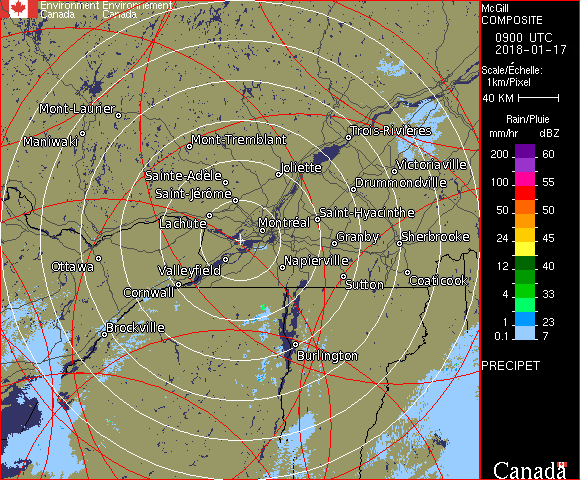 Environment Environnement
Canada Canada
Mont-Laurier
Maniwaki
Mont-Tremblant
Trois-Rivières
Sainte-Adèle
Joliette
Victoriaville
Saint-Jérôme
Drummondville
Lachute
Montréal
Saint-Hyacinthe
Granby
Sherbrooke
Ottawa
Valleyfield
Napierville
Cornwall
Sutton
Coaticook
Brockville
Burlington
McGill
COMPOSITE
0900 UTC
2018-01-17
Scale/Échelle:
1km/Pixel
40 KM
Rain/Pluie
mm/hr dBZ
200 60
100 55
50 50
24 45
12 40
4 33
1 23
0.1 7
PRECIPET
Canada